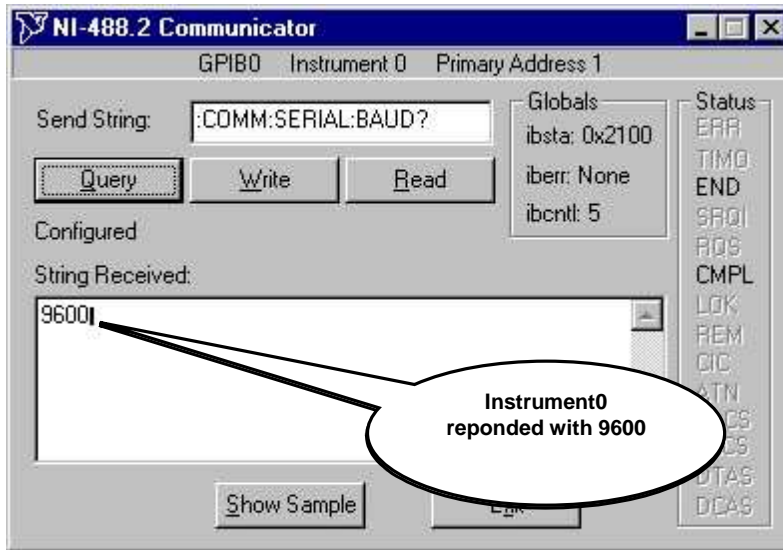 NI-488.2 Communicator
GPIB0 Instrument 0 Primary Address 1
Send String:
:COMM:SERIAL:BAUD?
Query
Write
Read
Configured
String Received:
9600
Globals
ibsta: 0x2100
iberr: None
ibcntl: 5
Status
ERR
TIMO
END
SRQI
RQS
CMPL
LOK
REM
CIC
ATN
DTAS
DCAS
Instrument0
reponded with 9600
Show Sample